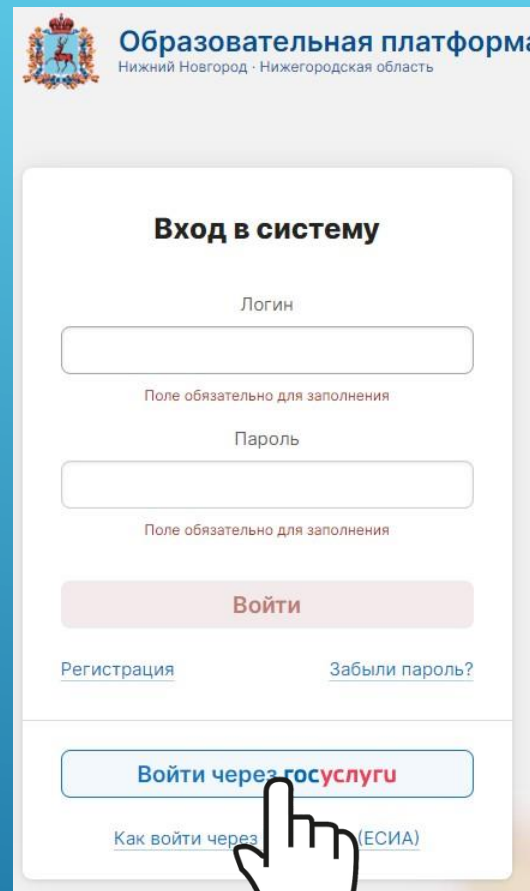 Образовательная платформа
Нижний Новгород · Нижегородская область
Вход в систему
Логин
Поле обязательно для заполнения
Пароль
Поле обязательно для заполнения
Войти
Регистрация
Забыли пароль?
Войти через госуслуги
Как войти через (ЕСИА)